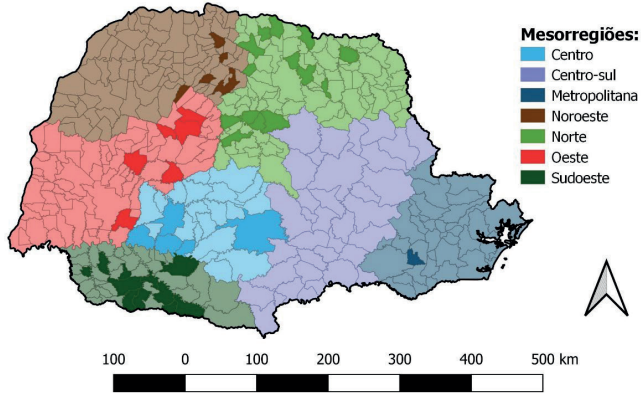 Mesorregiões:
Centro
Centro-sul
Metropolitana
Noroeste
Norte
Oeste
Sudoeste
100 0 100 200 300 400 500 km